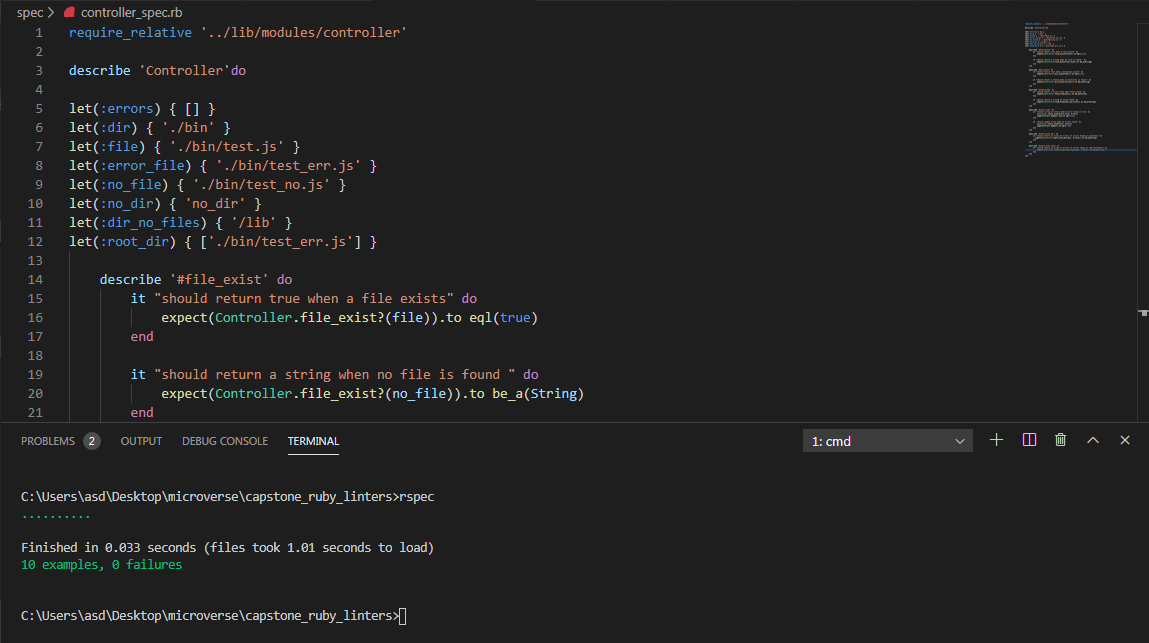 spec > controller_spec.rb
1 require_relative '../lib/modules/controller'
2
3 describe 'Controller'do
4
5 let(:errors) { [] }
6 let(:dir) { './bin' }
7 let(:file) { './bin/test.js' }
8 let(:error_file) { './bin/test_err.js' }
9 let(:no_file) { './bin/test_no.js' }
10 let(:no_dir) { 'no_dir' }
11 let(:dir_no_files) { '/lib' }
12 let(:root_dir) { ['./bin/test_err.js'] }
13
14 describe '#file_exist' do
15 it "should return true when a file exists" do
16 expect(Controller.file_exist?(file)).to eql(true)
17 end
18
19 it "should return a string when no file is found " do
20 expect(Controller.file_exist?(no_file)).to be_a(String)
21 end
PROBLEMS 2 OUTPUT DEBUG CONSOLE TERMINAL 1: cmd
C:\Users\asd\Desktop\microverse\capstone_ruby_linters>rspec
..........
Finished in 0.033 seconds (files took 1.01 seconds to load)
10 examples, 0 failures
C:\Users\asd\Desktop\microverse\capstone_ruby_linters>